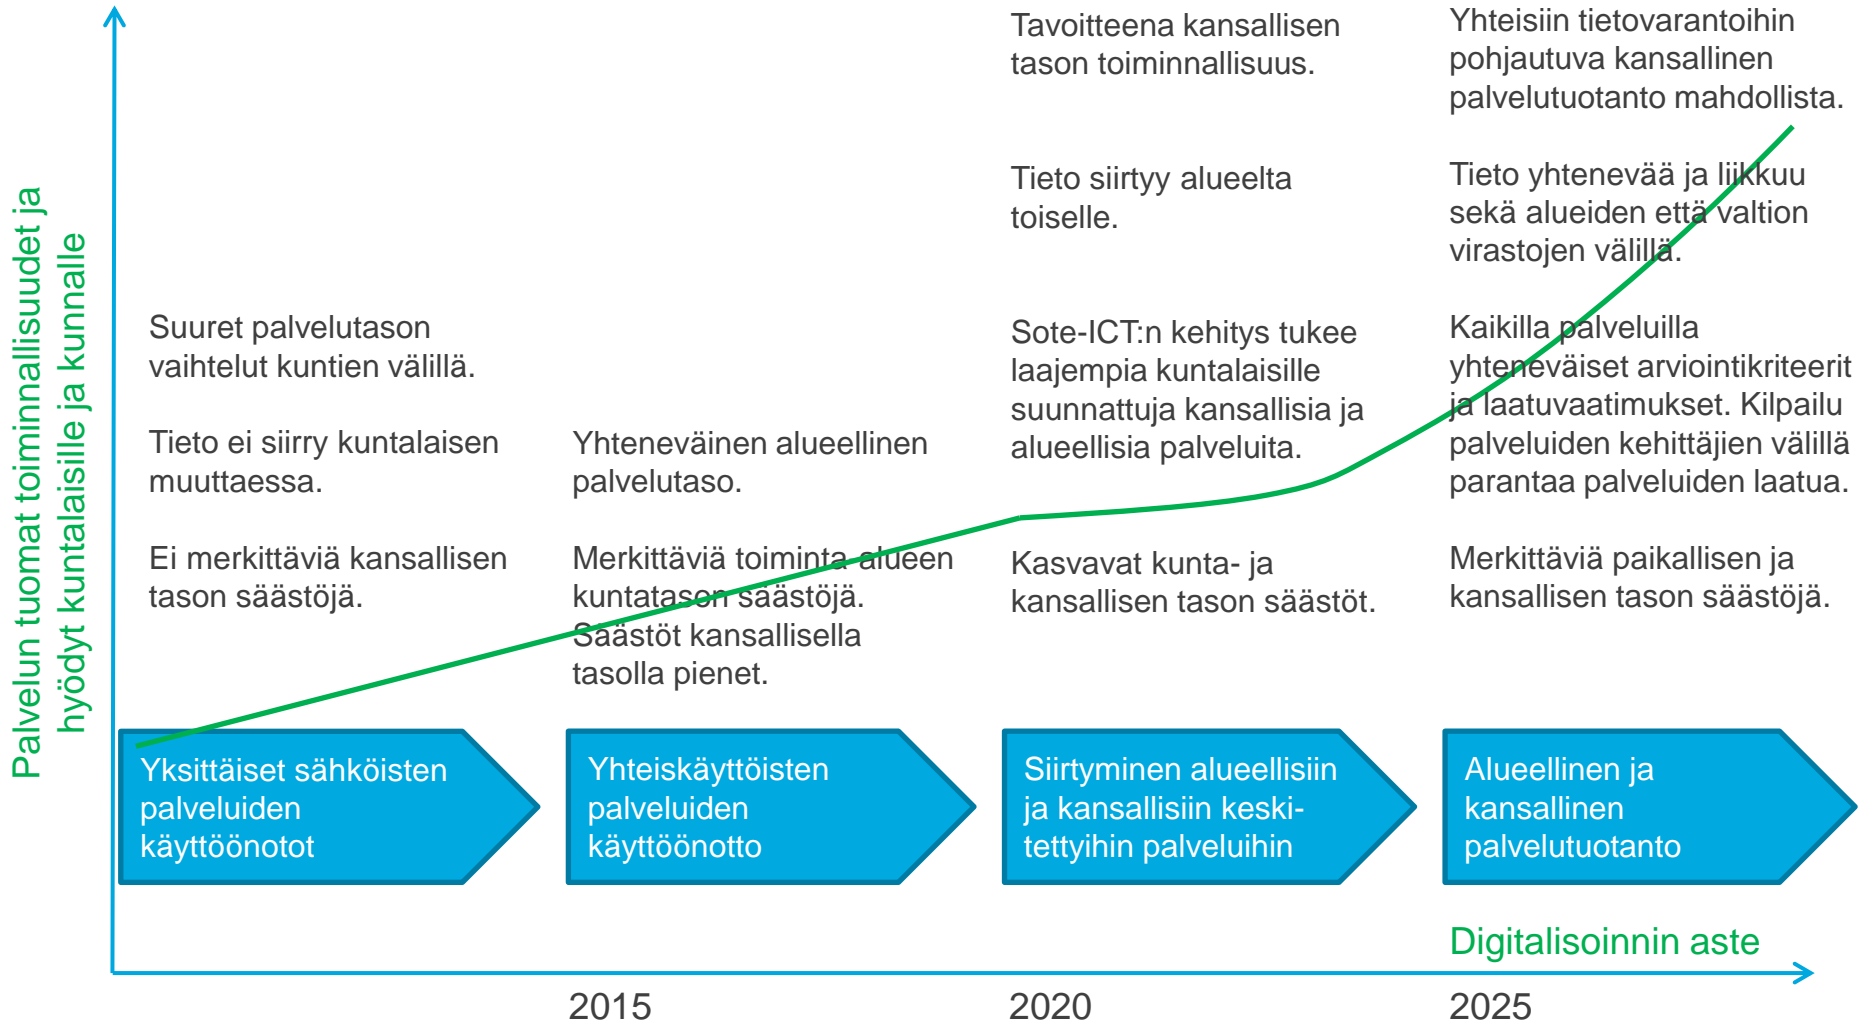 Palvelun tuomat toiminnallisuudet ja
hyödyt kuntalaisille ja kunnalle
Suuret palvelutason
vaihtelut kuntien välillä.
Tieto ei siirry kuntalaisen
muuttaessa.
Ei merkittäviä kansallisen
tason säästöjä.
Yhteneväinen alueellinen
palvelutaso.
Merkittäviä toiminta-alueen
kuntatason säästöjä.
Säästöt kansallisella
tasolla pienet.
Tavoitteena kansallisen
tason toiminnallisuus.
Tieto siirtyy alueelta
toiselle.
Sote-ICT:n kehitys tukee
laajempia kuntalaisille
suunnattuja kansallisia ja
alueellisia palveluita.
Kasvavat kunta- ja
kansallisen tason säästöt.
Yhteisiin tietovarantoihin
pohjautuva kansallinen
palvelutuotanto mahdollista.
Tieto yhtenevää ja liikkuu
sekä alueiden että valtion
virastojen välillä.
Kaikilla palveluilla
yhteneväiset arviointikriteerit
ja laatuvaatimukset. Kilpailu
palveluiden kehittäjien välillä
parantaa palveluiden laatua.
Merkittäviä paikallisen ja
kansallisen tason säästöjä.
Yksittäiset sähköisten
palveluiden
käyttöönotot
Yhteiskäyttöisten
palveluiden
käyttöönotto
Siirtyminen alueellisiin
ja kansallisiin keski-
tettyihin palveluihin
Alueellinen ja
kansallinen
palvelutuotanto
Digitalisoinnin aste
2015
2020
2025